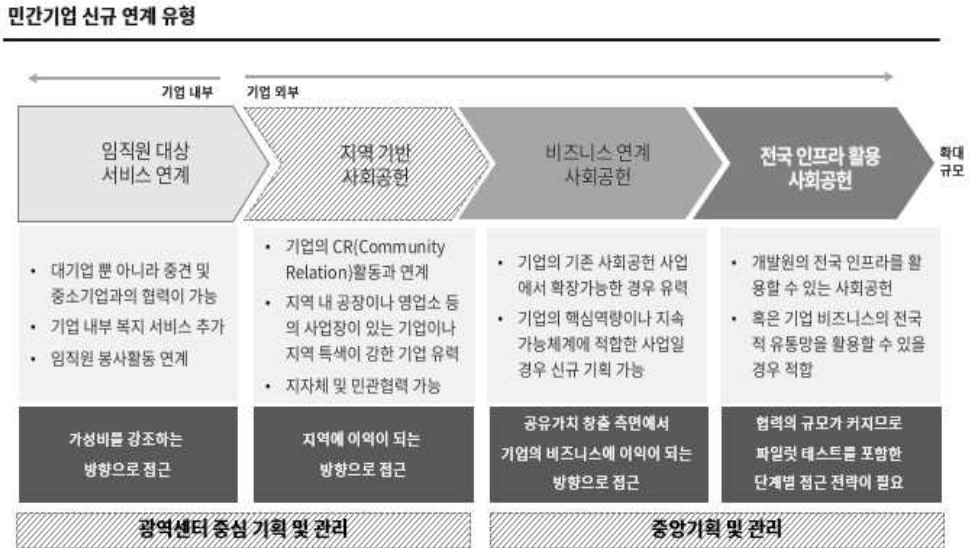 민간기업 신규 연계 유형
기업 내부
기업 외부
임직원 대상
서비스 연계
지역 기반
사회공헌
비즈니스 연계
사회공헌
전국 인프라 활용
사회공헌
확대
규모
• 대기업 뿐 아니라 중견 및
중소기업과의 협력이 가능
• 기업 내부 복지 서비스 추가
• 임직원 봉사활동 연계
• 기업의 CR(Community
Relation)활동과 연계
• 지역 내 공장이나 영업소 등
의 사업장이 있는 기업이나
지역 특색이 강한 기업 유력
• 지자체 및 민관협력 가능
• 기업의 기존 사회공헌 사업
에서 확장가능한 경우 유력
• 기업의 핵심역량이나 지속
가능체계에 적합한 사업일
경우 신규 기획 가능
• 개발원의 전국 인프라를 활
용할 수 있는 사회공헌
• 혹은 기업 비즈니스의 전국
적 유통망을 활용할 수 있을
경우 적합
가성비를 강조하는
방향으로 접근
지역에 이익이 되는
방향으로 접근
공유가치 창출 측면에서
기업의 비즈니스에 이익이 되는
방향으로 접근
협력의 규모가 커지므로
파일럿 테스트를 포함한
단계별 접근 전략이 필요
광역센터 중심 기획 및 관리
중앙기획 및 관리